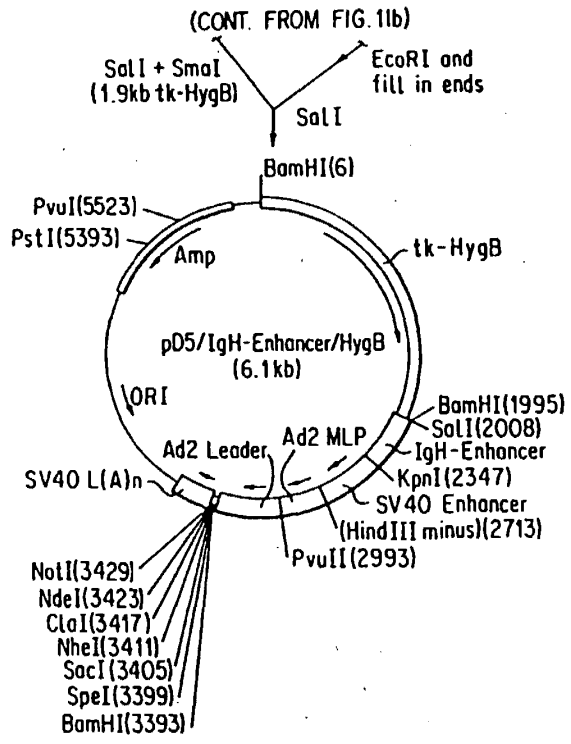 (CONT. FROM FIG. 11b)
SalI + SmaI
(1.9kb tk-HygB)
EcoRI and
fill in ends
SalI
BamHI(6)
PvuI(5523)
PstI(5393)
Amp
tk-HygB
pD5/IgH-Enhancer/HygB
(6.1kb)
ORI
BamHI(1995)
SalI(2008)
IgH-Enhancer
KpnI(2347)
SV40 Enhancer
(HindIII minus)(2713)
PvuII(2993)
Ad2 Leader
Ad2 MLP
SV40 L(A)n
NotI(3429)
NdeI(3423)
ClaI(3417)
NheI(3411)
SacI(3405)
SpeI(3399)
BamHI(3393)